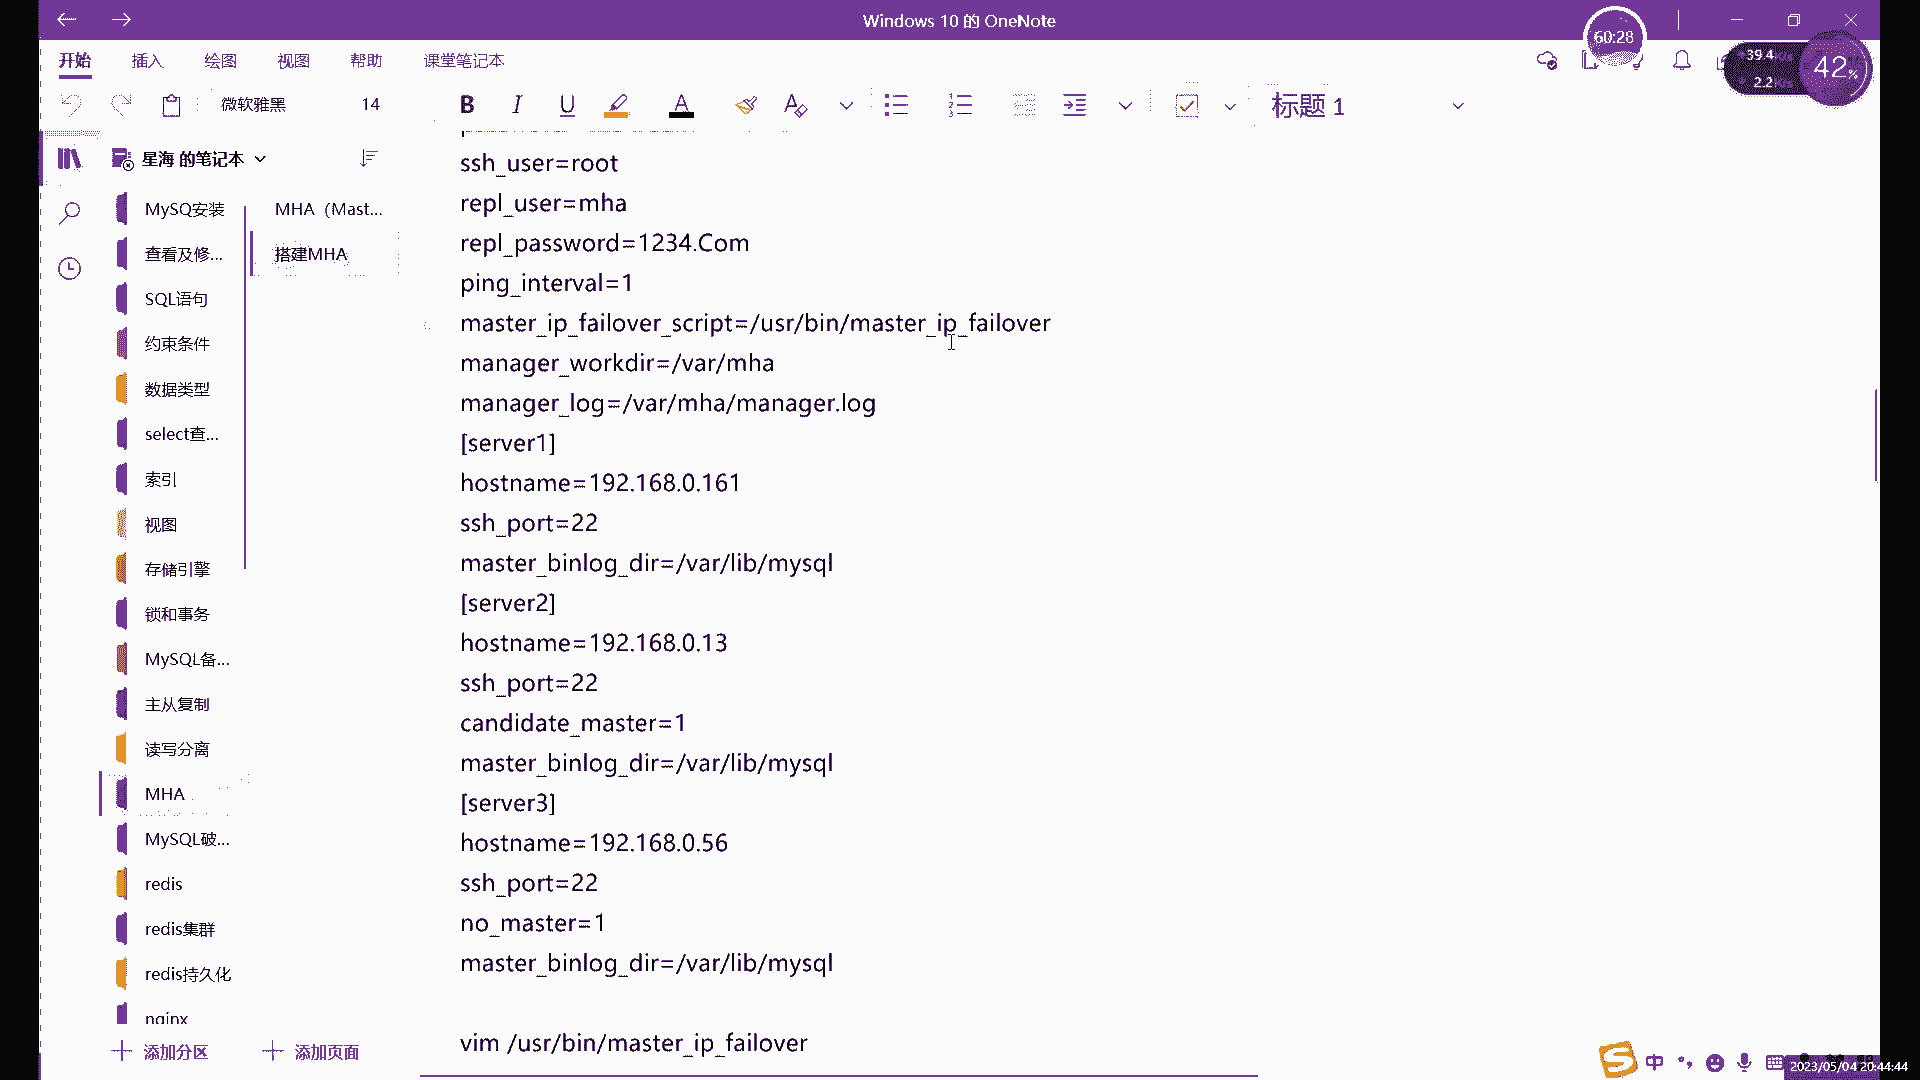 Windows 10 的 OneNote
60:28
开始 插入 绘图 视图 帮助 课堂笔记本
39.4
2.2
42%
微软雅黑 14 B I U A 标题 1
星海 的笔记本
MySQ安装
查看及修...
SQL语句
约束条件
数据类型
select查...
索引
视图
存储引擎
锁和事务
MySQL备...
主从复制
读写分离
MHA
MySQL破...
redis
redis集群
redis持久化
nginx
添加分区
MHA（Mast...
搭建MHA
添加页面
ssh_user=root
repl_user=mha
repl_password=1234.Com
ping_interval=1
master_ip_failover_script=/usr/bin/master_ip_failover
manager_workdir=/var/mha
manager_log=/var/mha/manager.log
[server1]
hostname=192.168.0.161
ssh_port=22
master_binlog_dir=/var/lib/mysql
[server2]
hostname=192.168.0.13
ssh_port=22
candidate_master=1
master_binlog_dir=/var/lib/mysql
[server3]
hostname=192.168.0.56
ssh_port=22
no_master=1
master_binlog_dir=/var/lib/mysql
vim /usr/bin/master_ip_failover
中
2023/05/04 20:44:44